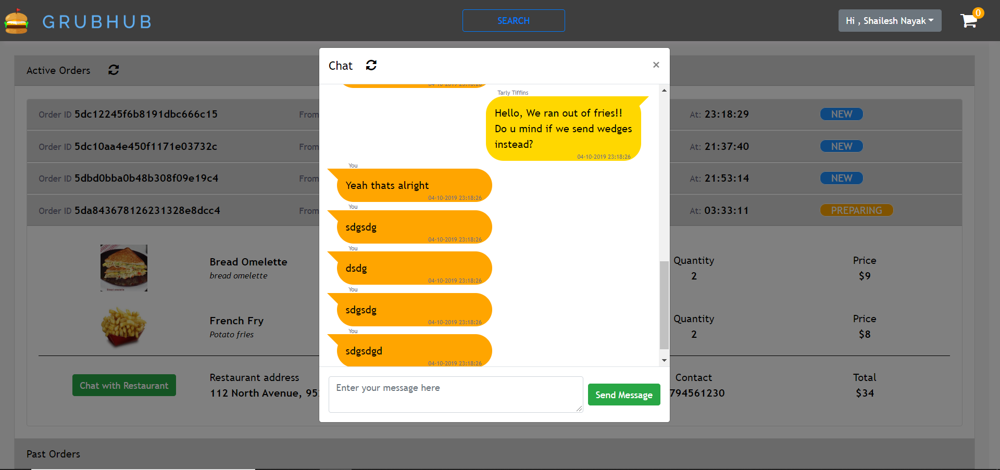 GRUBHUB
SEARCH
Hi , Shailesh Nayak
0
Active Orders
Order ID 5dc12245f6b8191dbc666c15 From At: 23:18:29 NEW
Order ID 5dc10aa4e450f1171e03732c From At: 21:37:40 NEW
Order ID 5dbd0bba0b48b308f09e19c4 From At: 21:53:14 NEW
Order ID 5da843678126231328e8dcc4 From At: 03:33:11 PREPARING
Bread Omelette
bread omelette
Quantity
2
Price
$9
French Fry
Potato fries
Quantity
2
Price
$8
Chat with Restaurant
Restaurant address
112 North Avenue, 95
Contact
794561230
Total
$34
Past Orders
Chat
×
04-10-2019 23:18:26
Tarly Tiffins
Hello, We ran out of fries!!
Do u mind if we send wedges
instead?
04-10-2019 23:18:26
You
Yeah thats alright
04-10-2019 23:18:26
You
sdgsdg
04-10-2019 23:18:26
You
dsdg
04-10-2019 23:18:26
You
sdgsdg
04-10-2019 23:18:26
You
sdgsdgd
04-10-2019 23:18:26
Enter your message here
Send Message